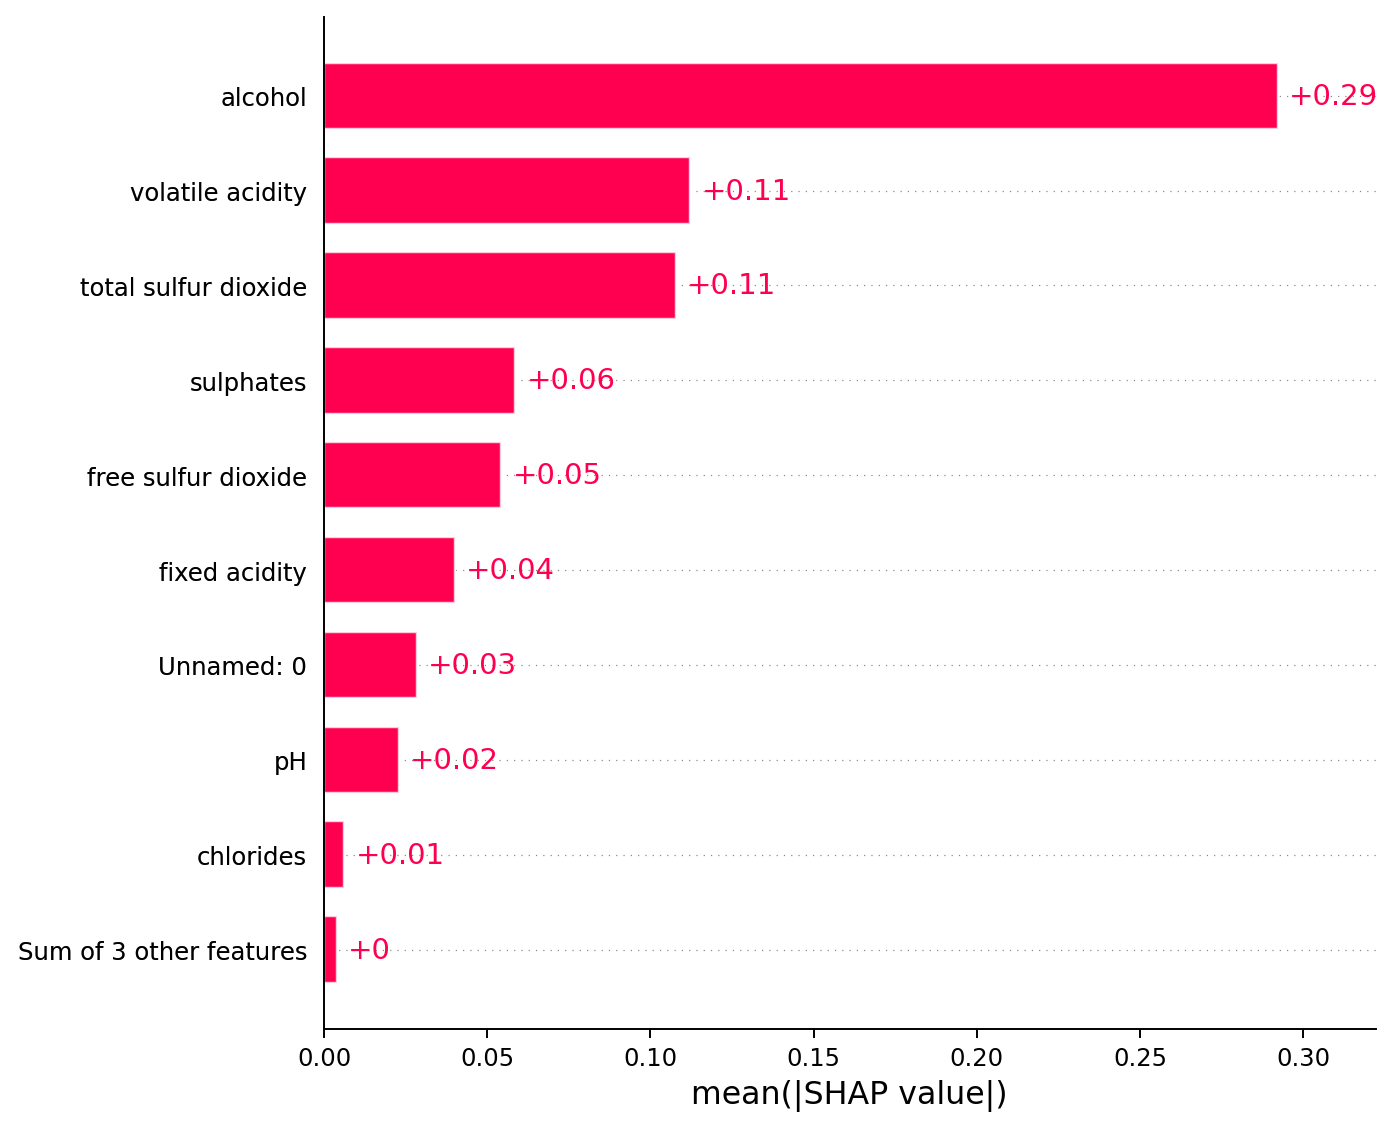 alcohol +0.29
volatile acidity +0.11
total sulfur dioxide +0.11
sulphates +0.06
free sulfur dioxide +0.05
fixed acidity +0.04
Unnamed: 0 +0.03
pH +0.02
chlorides +0.01
Sum of 3 other features +0
0.00 0.05 0.10 0.15 0.20 0.25 0.30
mean(|SHAP value|)